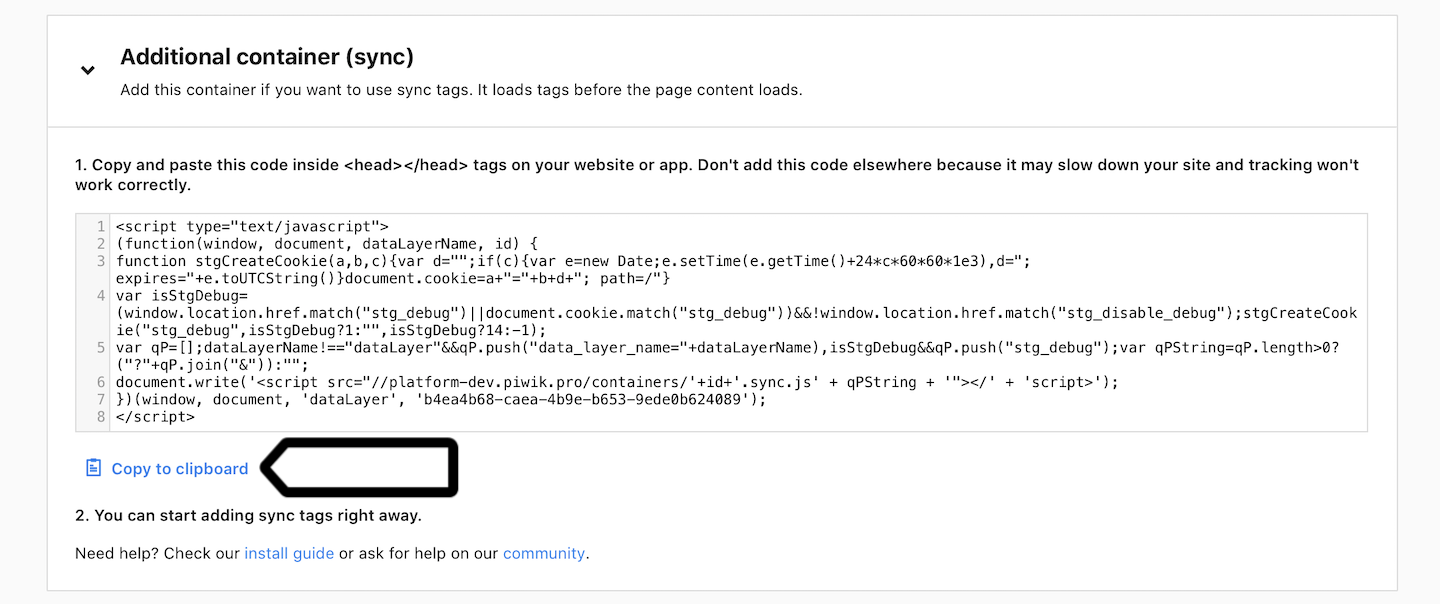 Additional container (sync)
Add this container if you want to use sync tags. It loads tags before the page content loads.
1. Copy and paste this code inside <head></head> tags on your website or app. Don't add this code elsewhere because it may slow down your site and tracking won't
work correctly.
1 <script type="text/javascript">
2 (function(window, document, dataLayerName, id) {
3 function stgCreateCookie(a,b,c){var d="";if(c){var e=new Date;e.setTime(e.getTime()+24*c*60*60*1e3),d=";
expires="+e.toUTCString()}document.cookie=a+"="+b+d+"; path=/"}
4 var isStgDebug=
(window.location.href.match("stg_debug")||document.cookie.match("stg_debug"))&&!window.location.href.match("stg_disable_debug");stgCreateCook
ie("stg_debug",isStgDebug?1:"",isStgDebug?14:-1);
5 var qP=[];dataLayerName!=="dataLayer"&&qP.push("data_layer_name="+dataLayerName),isStgDebug&&qP.push("stg_debug");var qPString=qP.length>0?
("?"+qP.join("&")):"";
6 document.write('<script src="//platform-dev.piwik.pro/containers/'+id+'.sync.js' + qPString + '"></' + 'script>');
7 })(window, document, 'dataLayer', 'b4ea4b68-caea-4b9e-b653-9ede0b624089');
8 </script>
Copy to clipboard
2. You can start adding sync tags right away.
Need help? Check our install guide or ask for help on our community.